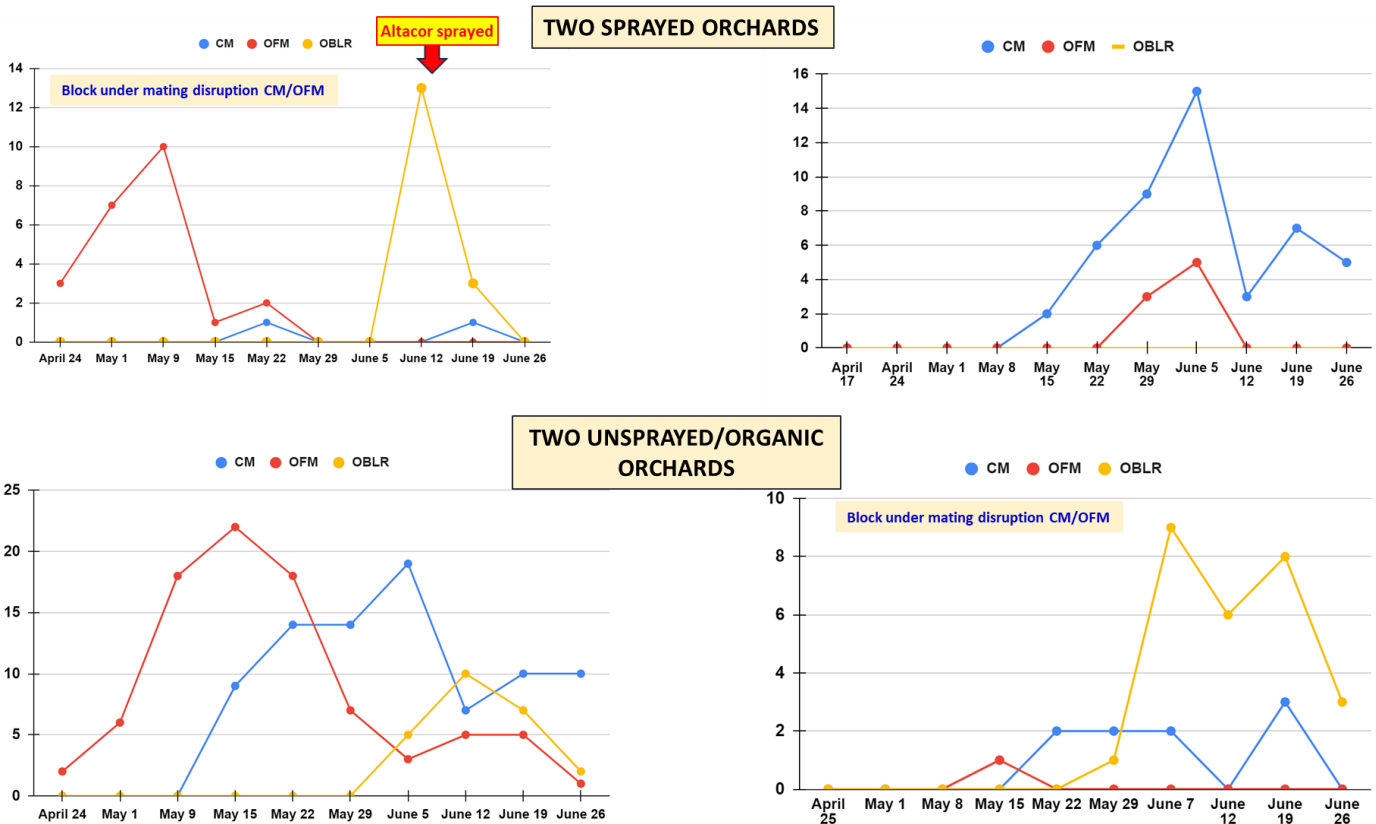 TWO SPRAYED ORCHARDS
Altacor sprayed
CM OFM OBLR
Block under mating disruption CM/OFM
14
12
10
8
6
4
2
0
April 24 May 1 May 9 May 15 May 22 May 29 June 5 June 12 June 19 June 26
CM OFM OBLR
16
14
12
10
8
6
4
2
0
April 17 April 24 May 1 May 8 May 15 May 22 May 29 June 5 June 12 June 19 June 26
TWO UNSPRAYED/ORGANIC
ORCHARDS
CM OFM OBLR
25
20
15
10
5
0
April 24 May 1 May 9 May 15 May 22 May 29 June 5 June 12 June 19 June 26
CM OFM OBLR
Block under mating disruption CM/OFM
10
8
6
4
2
0
April 25 May 1 May 8 May 15 May 22 May 29 June 7 June 12 June 19 June 26